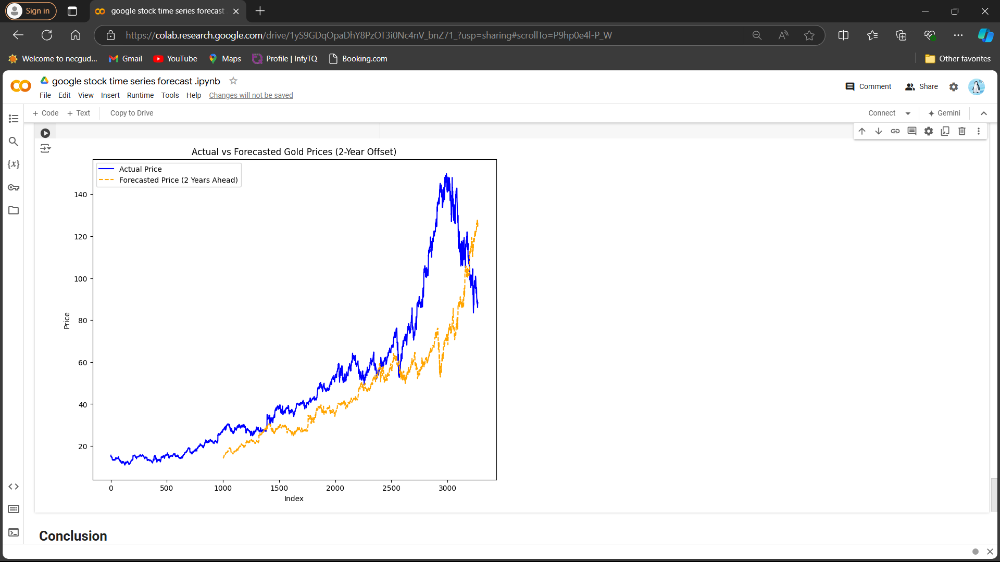 Sign in
google stock time series forecast
https://colab.research.google.com/drive/1yS9GDqOpaDhY8PzOT3i0Nc4nV_bnZ71_?usp=sharing#scrollTo=P9hp0e4l-P_W
Welcome to necgud...
Gmail
YouTube
Maps
Profile | InfyTQ
Booking.com
Other favorites
google stock time series forecast .ipynb
Comment
Share
File Edit View Insert Runtime Tools Help Changes will not be saved
+ Code + Text Copy to Drive
Connect
Gemini
Actual vs Forecasted Gold Prices (2-Year Offset)
Actual Price
Forecasted Price (2 Years Ahead)
140
120
100
80
60
40
20
Price
0 500 1000 1500 2000 2500 3000
Index
Conclusion